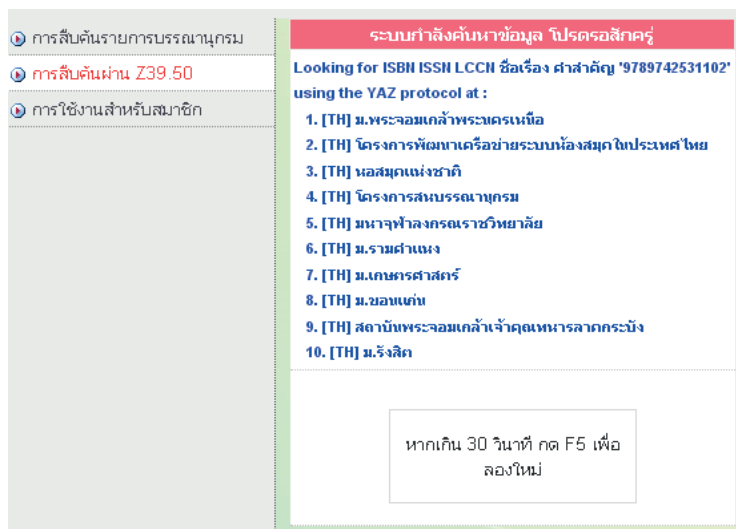 การสืบค้นรายการบรรณานุกรม
การสืบค้นผ่าน Z39.50
การใช้งานสำหรับสมาชิก
ระบบกำลังค้นหาข้อมูล โปรดรอสักครู่
Looking for ISBN ISSN LCCN ชื่อเรื่อง คำสำคัญ '9789742531102'
using the YAZ protocol at :
1. [TH] ม.พระจอมเกล้าพระนครเหนือ
2. [TH] โครงการพัฒนาเครือข่ายระบบห้องสมุดในประเทศไทย
3. [TH] หอสมุดแห่งชาติ
4. [TH] โครงการสหบรรณานุกรม
5. [TH] มหาจุฬาลงกรณราชวิทยาลัย
6. [TH] ม.รามคำแหง
7. [TH] ม.เกษตรศาสตร์
8. [TH] ม.ขอนแก่น
9. [TH] สถาบันพระจอมเกล้าเจ้าคุณทหารลาดกระบัง
10. [TH] ม.รังสิต
หากเกิน 30 วินาที กด F5 เพื่อ
ลองใหม่